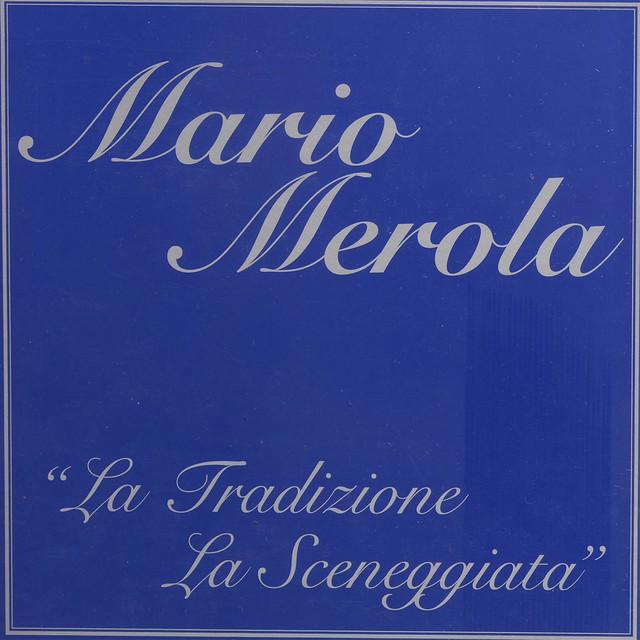 Mario
Merola
“La Tradizione
La Sceneggiata”